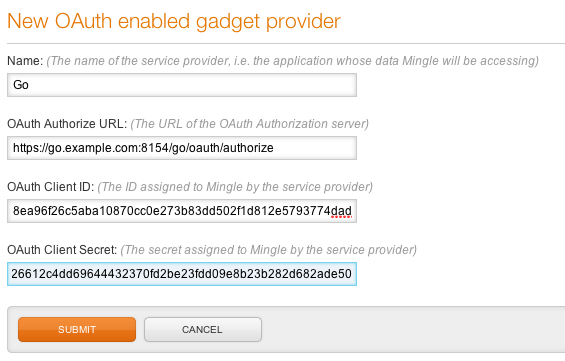 New OAuth enabled gadget provider
Name: (The name of the service provider, i.e. the application whose data Mingle will be accessing)
Go
OAuth Authorize URL: (The URL of the OAuth Authorization server)
https://go.example.com:8154/go/oauth/authorize
OAuth Client ID: (The ID assigned to Mingle by the service provider)
8ea96f26c5aba10870cc0e273b83dd502f1d812e5793774dad
OAuth Client Secret: (The secret assigned to Mingle by the service provider)
26612c4dd69644432370fd2be23fdd09e8b23b282d682ade50
SUBMIT CANCEL